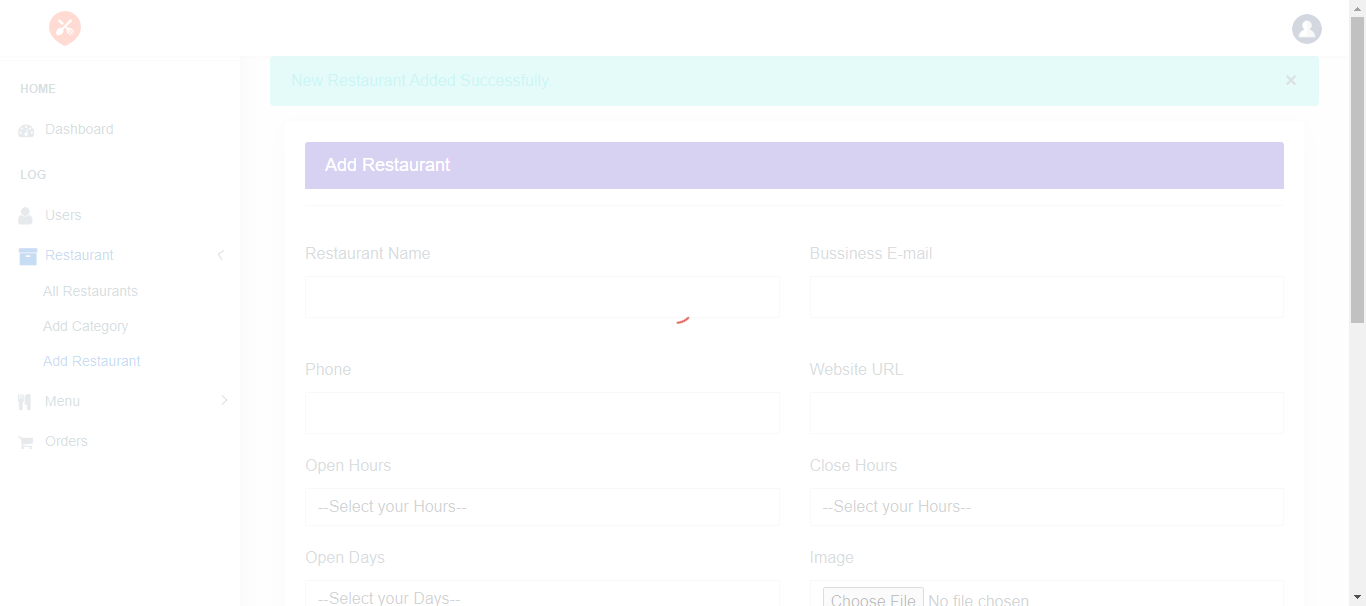 New Restaurant Added Successfully ×
HOME
Dashboard
LOG
Users
Restaurant
All Restaurants
Add Category
Add Restaurant
Menu
Orders
Add Restaurant
Restaurant Name
Bussiness E-mail
Phone
Website URL
Open Hours
Close Hours
--Select your Hours--
--Select your Hours--
Open Days
Image
--Select your Days--
Choose File No file chosen